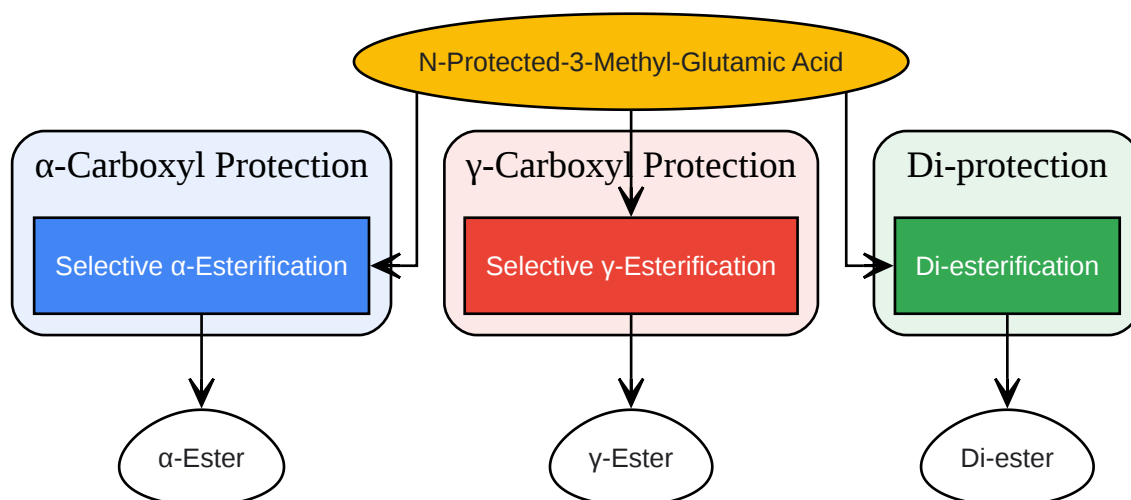 N-Protected-3-Methyl-Glutamic Acid
α-Carboxyl Protection
γ-Carboxyl Protection
Di-protection
Selective α-Esterification
Selective γ-Esterification
Di-esterification
α-Ester
γ-Ester
Di-ester